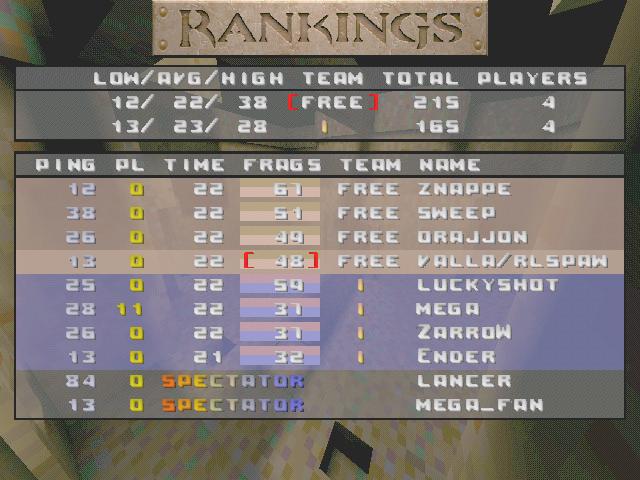 RANKINGS
LOW/AVG/HIGH TEAM TOTAL PLAYERS
12/ 22/ 38 [FREE] 215 4
13/ 23/ 28 1 165 4
PING PL TIME FRAGS TEAM NAME
12 0 22 67 FREE ZNAPPE
38 0 22 51 FREE SWEEP
26 0 22 49 FREE ORAJJON
13 0 22 [ 48] FREE VALLA/RLSPAW
25 0 22 59 1 LUCKYSHOT
28 11 22 37 1 MEGA
26 0 22 37 1 ZARROW
13 0 21 32 1 ENDER
84 0 SPECTATOR LANCER
13 0 SPECTATOR MEGA_FAN